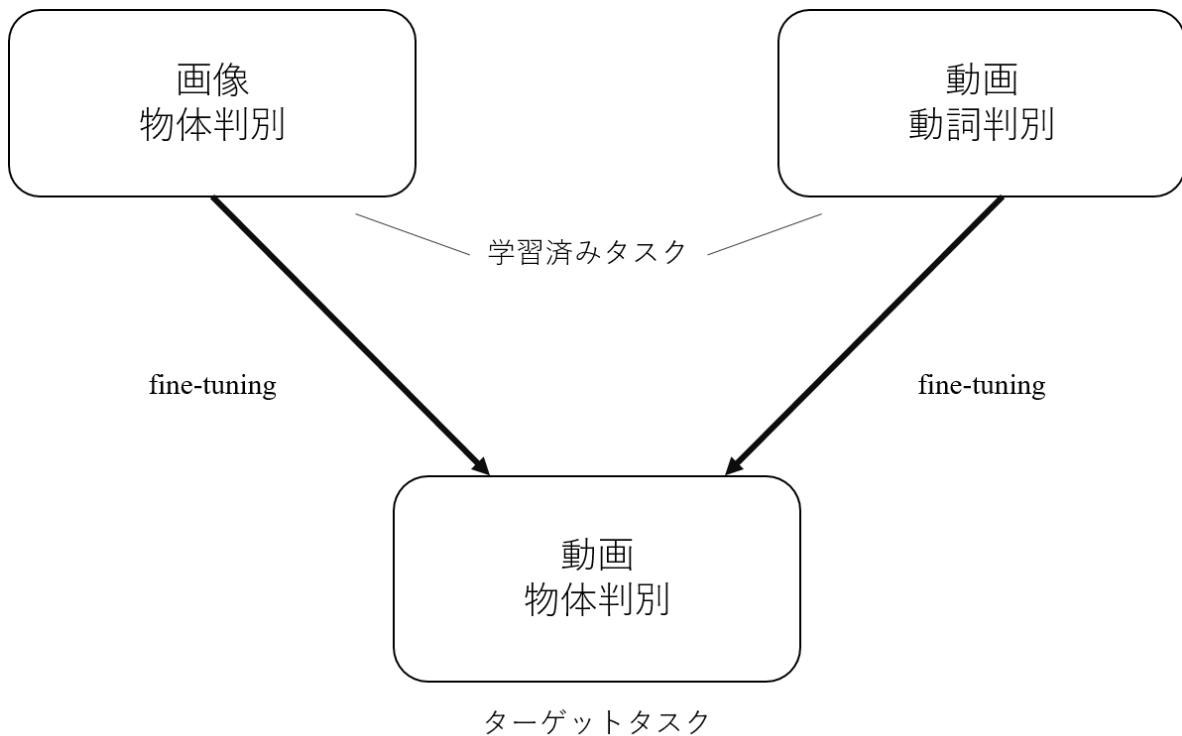 画像
物体判別
動画
動詞判別
学習済みタスク
fine-tuning
fine-tuning
動画
物体判別
ターゲットタスク